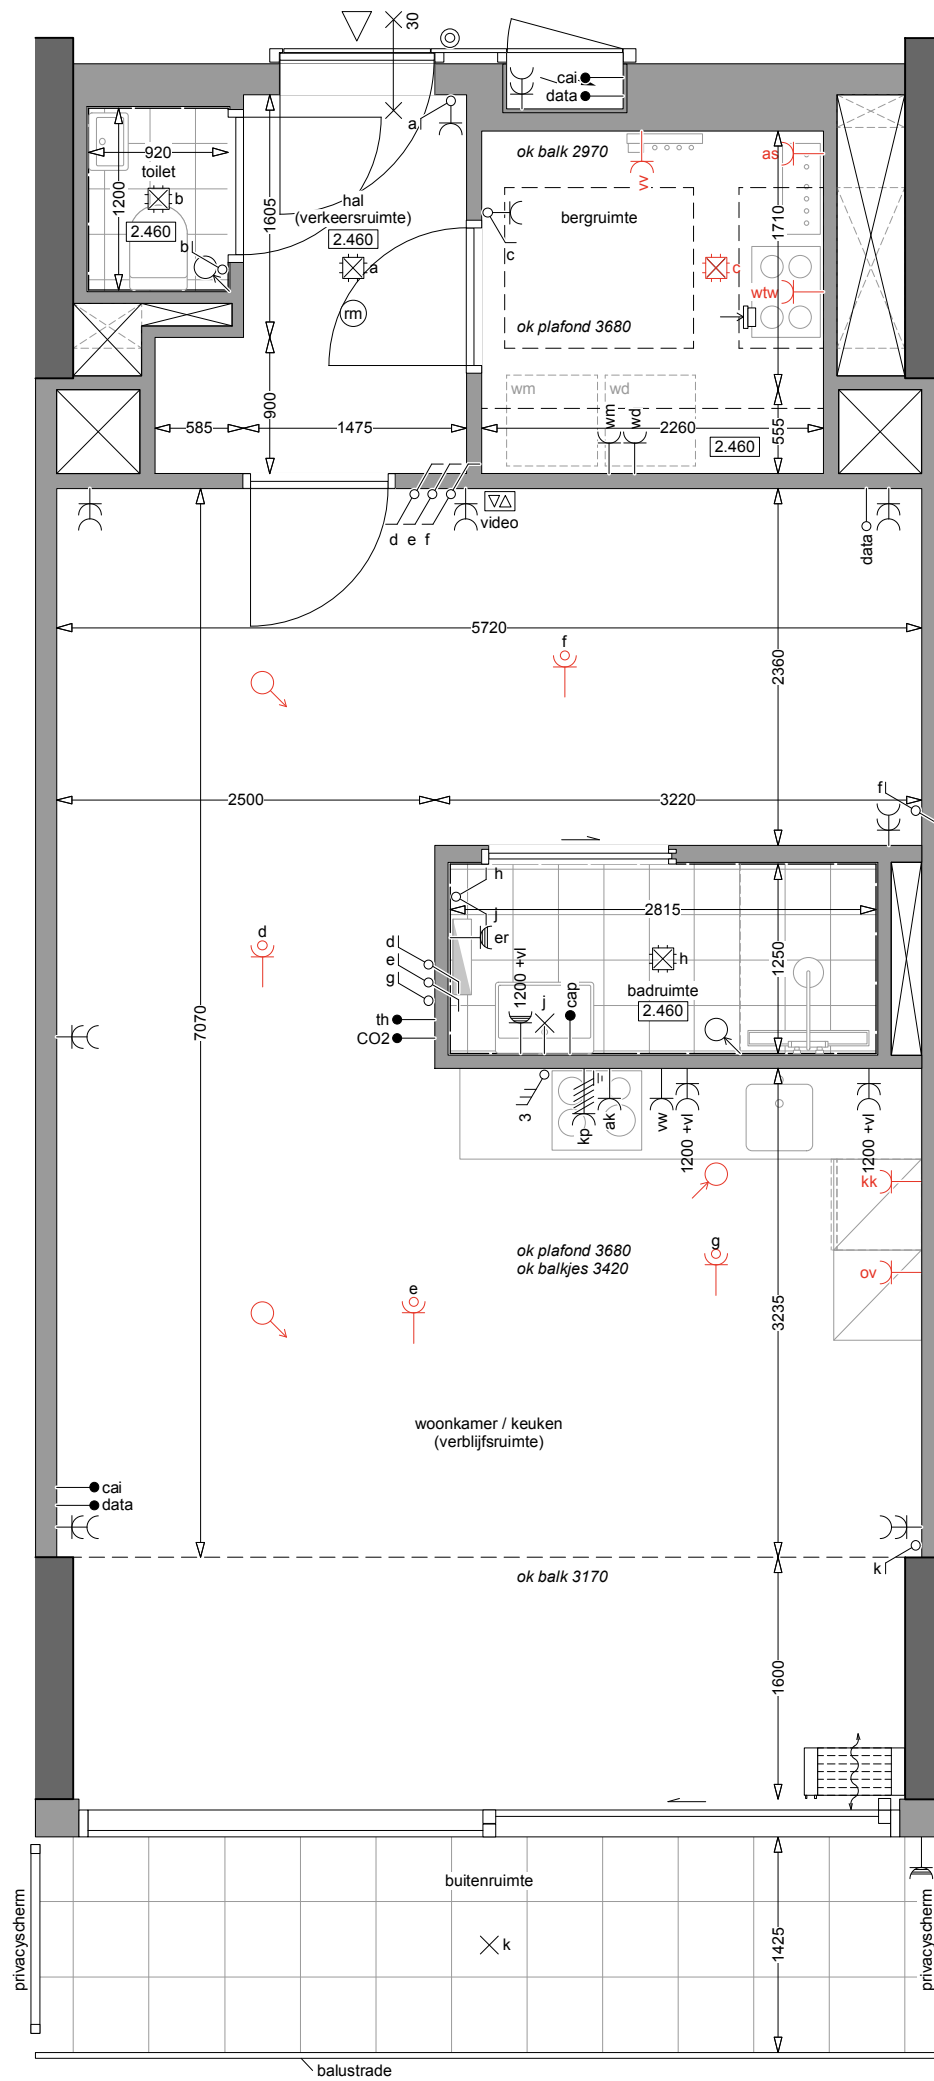 30
cai
data
a
ok balk 2970
as
920
toilet
1200
b
2.460
b
1605
hal
(verkeersruimte)
2.460
a
rm
vv
bergruimte
1710
c
c
wtw
ok plafond 3680
wm
wd
900
585
1475
wm
wd
2260
2.460
555
d e f
video
data
5720
f
2360
2500
3220
f
h
2815
j
er
d
d
e
g
1200 +vl
j
cap
h
badruimte
2.460
1250
th
CO2
7070
3
kp
ak
vw
1200 +vl
1200 +vl
kk
ok plafond 3680
ok balkjes 3420
g
ov
e
3235
woonkamer / keuken
(verblijfsruimte)
cai
data
k
ok balk 3170
1600
buitenruimte
privacyscherm
k
1425
privacyscherm
balustrade